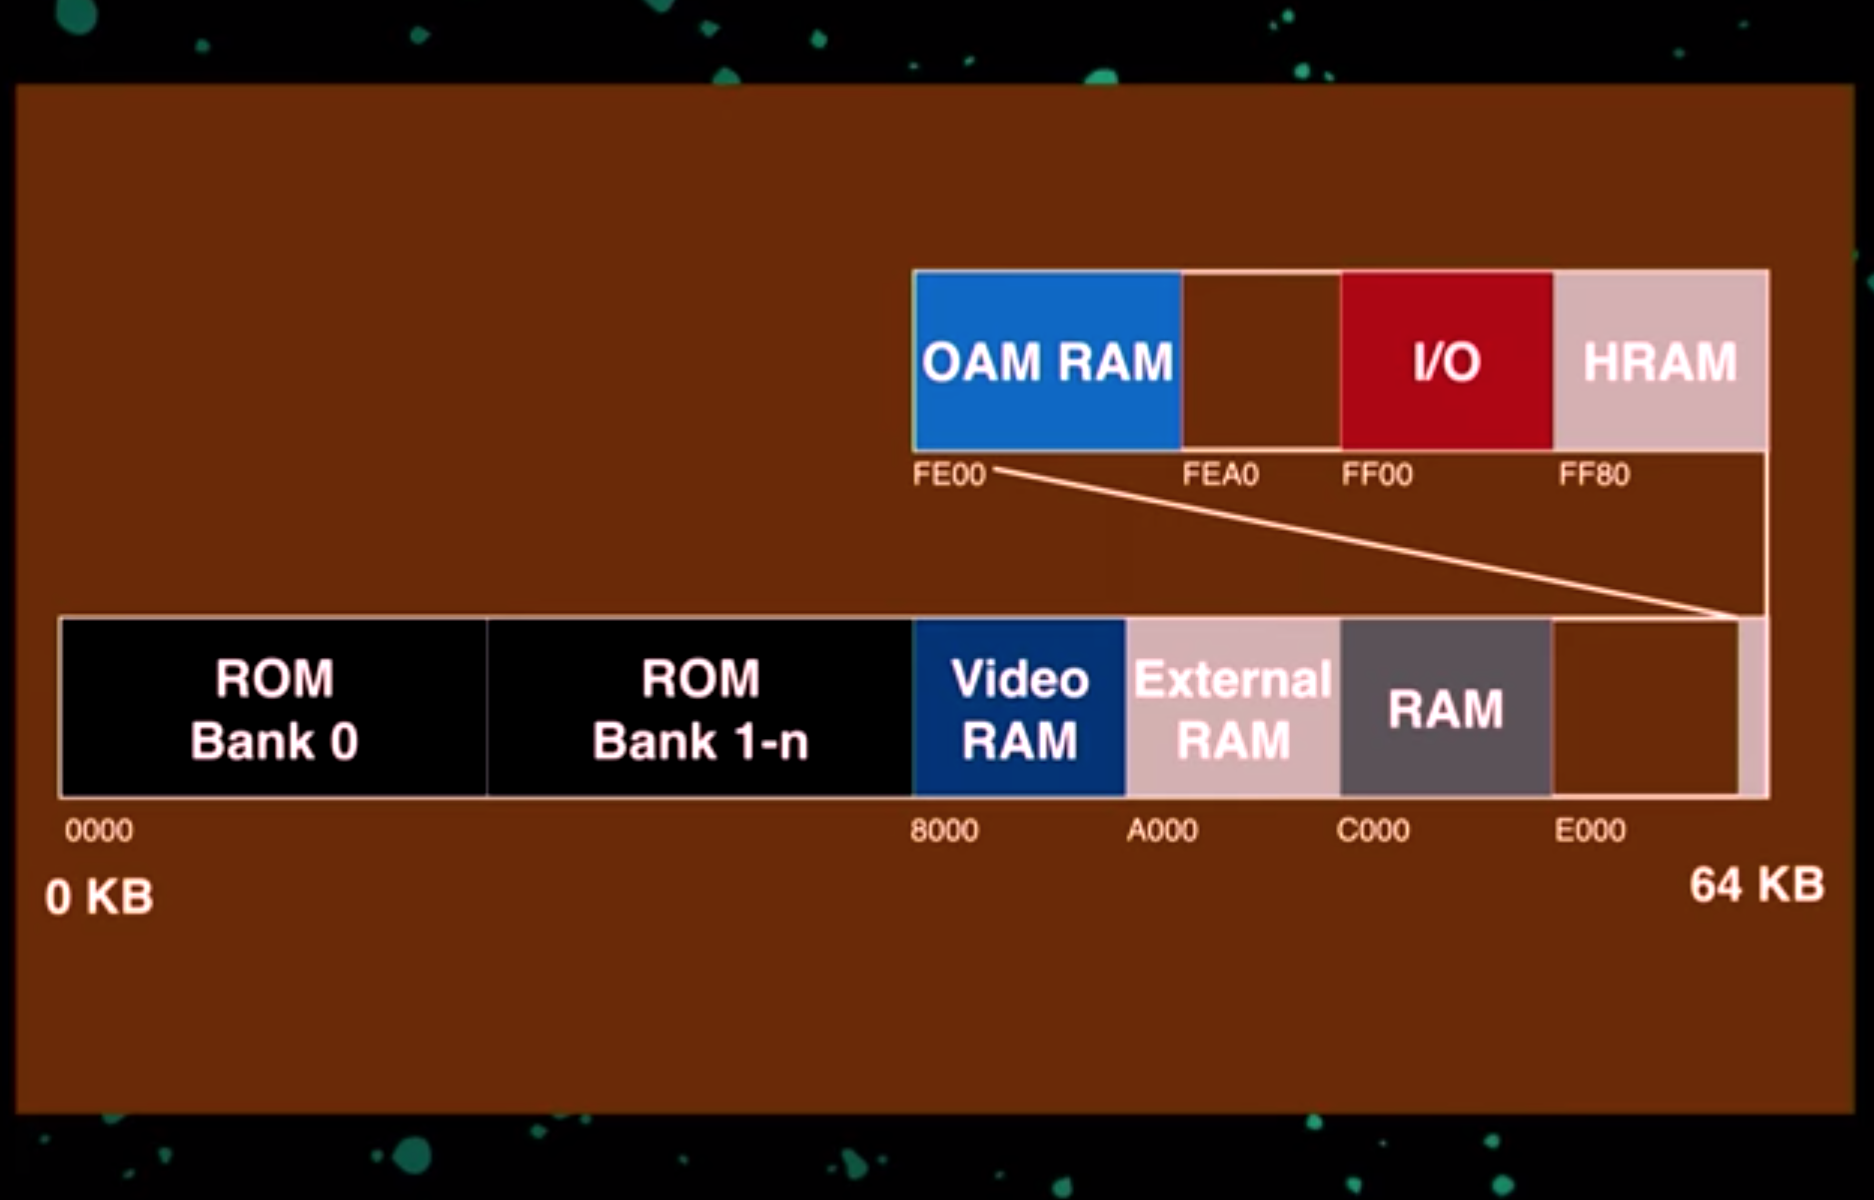 OAM RAM
I/O
HRAM
FE00
FEA0
FF00
FF80
ROM
Bank 0
ROM
Bank 1-n
Video
RAM
External
RAM
RAM
0000
8000
A000
C000
E000
0 KB
64 KB